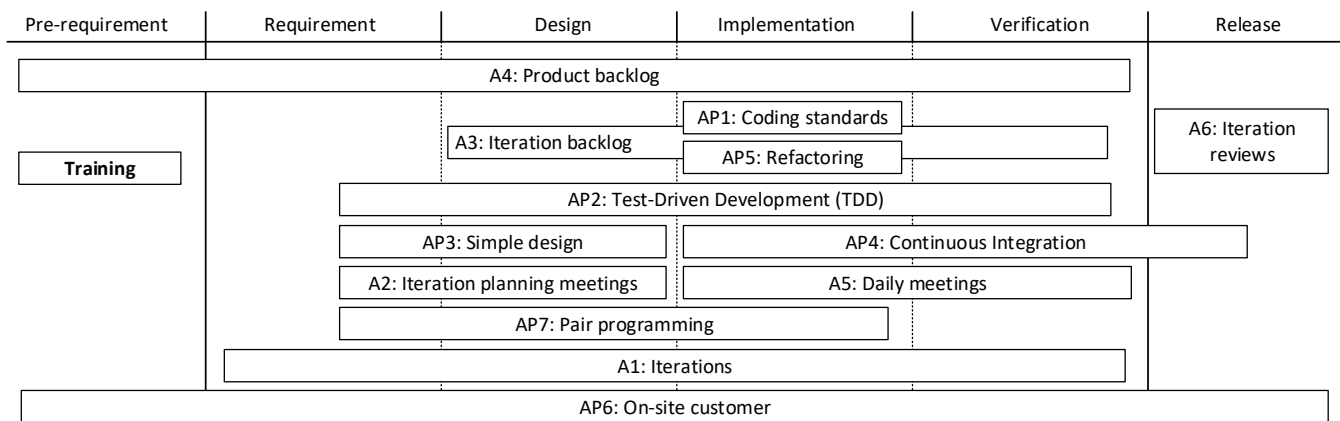 Pre-requirement
Requirement
Design
Implementation
Verification
Release
A4: Product backlog
AP1: Coding standards
A3: Iteration backlog
AP5: Refactoring
A6: Iteration
reviews
Training
AP2: Test-Driven Development (TDD)
AP3: Simple design
AP4: Continuous Integration
A2: Iteration planning meetings
A5: Daily meetings
AP7: Pair programming
A1: Iterations
AP6: On-site customer